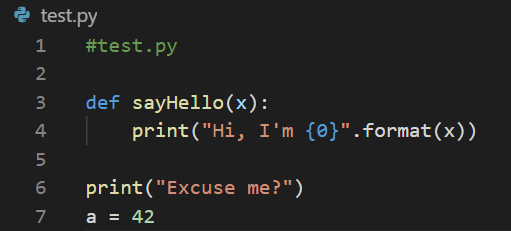 test.py
1 #test.py
2
3 def sayHello(x):
4     print("Hi, I'm {0}".format(x))
5
6 print("Excuse me?")
7 a = 42